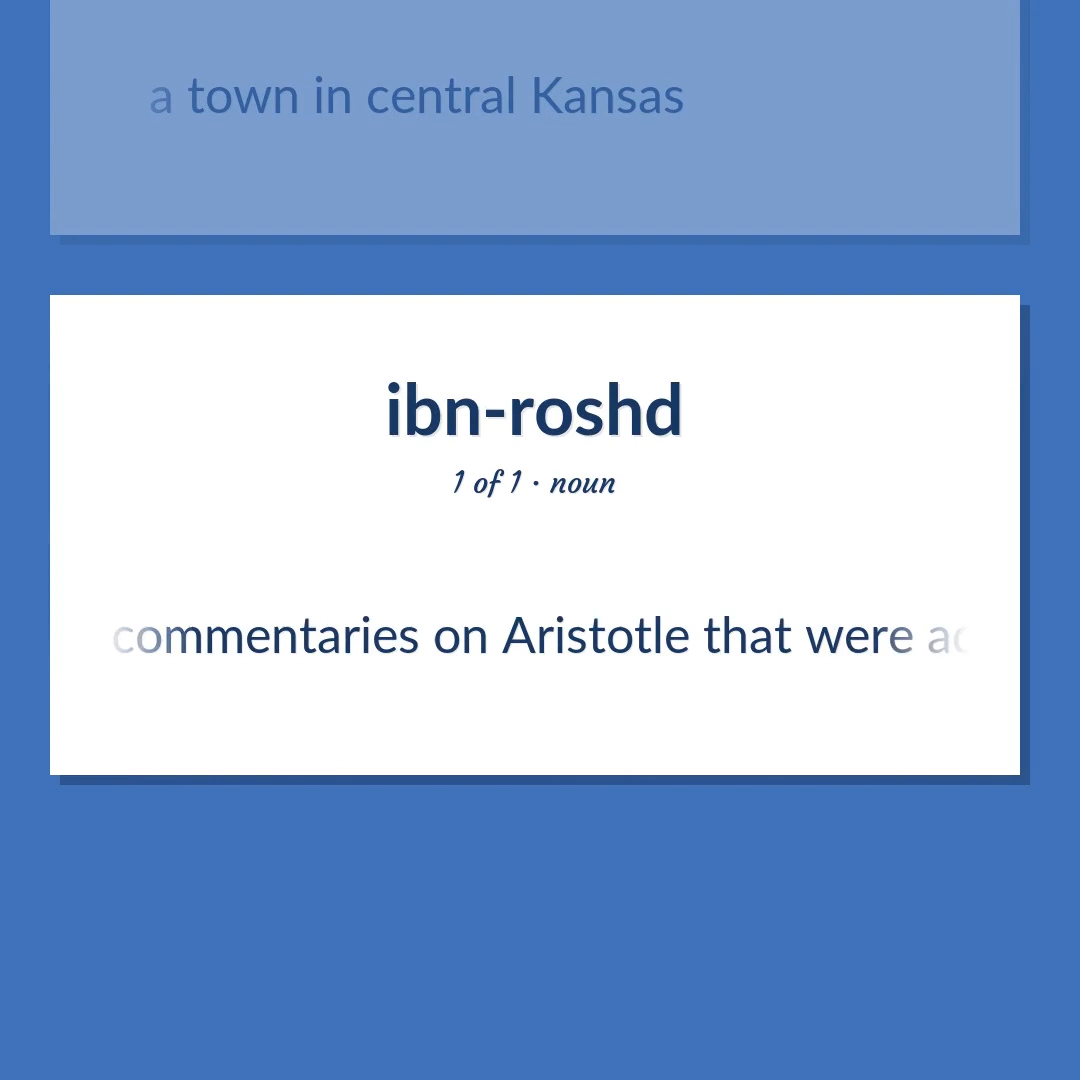 a town in central Kansas
ibn-roshd
1 of 1 · noun
commentaries on Aristotle that were